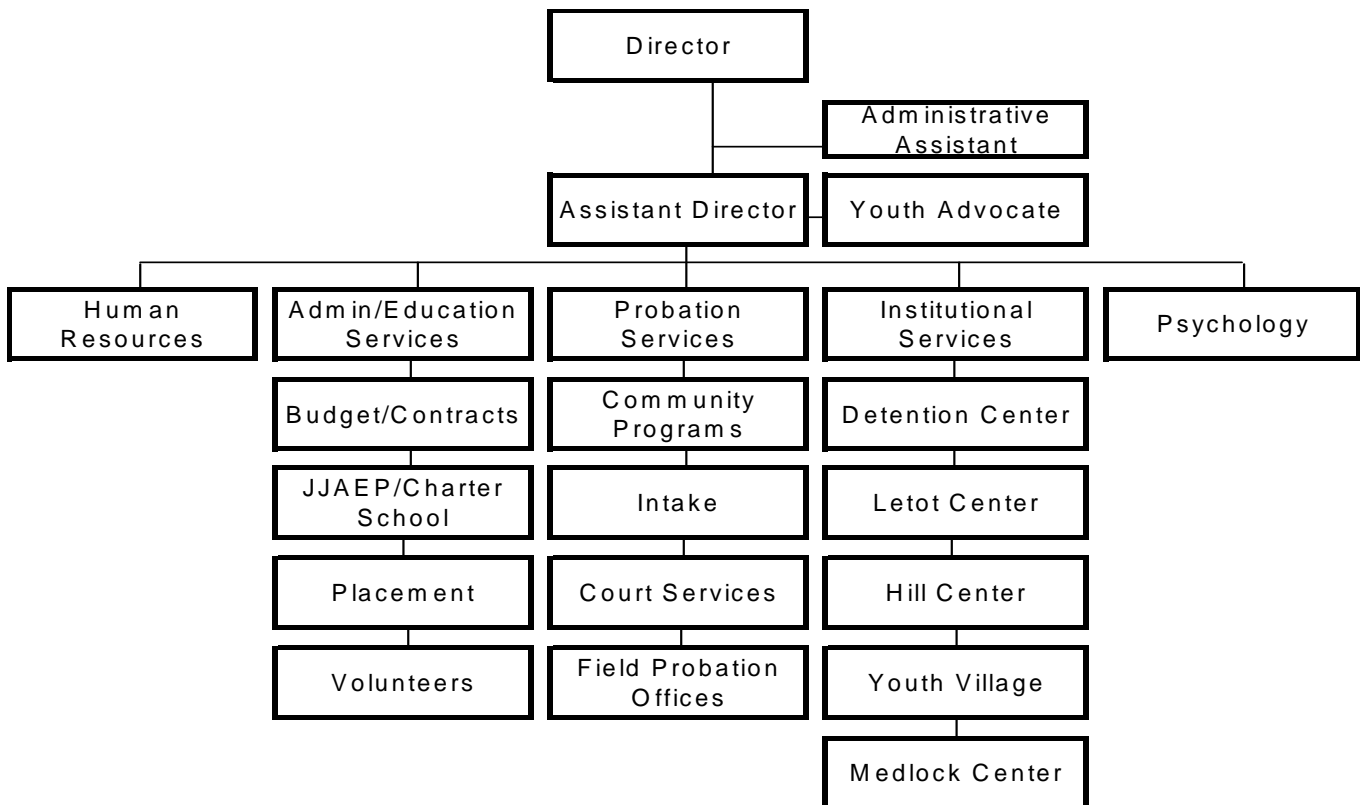 Director
Administrative
Assistant
Assistant Director
Youth Advocate
Human
Resources
Admin/Education
Services
Probation
Services
Institutional
Services
Psychology
Budget/Contracts
Community
Programs
Detention Center
JJAEP/Charter
School
Intake
Letot Center
Placement
Court Services
Hill Center
Volunteers
Field Probation
Offices
Youth Village
Medlock Center